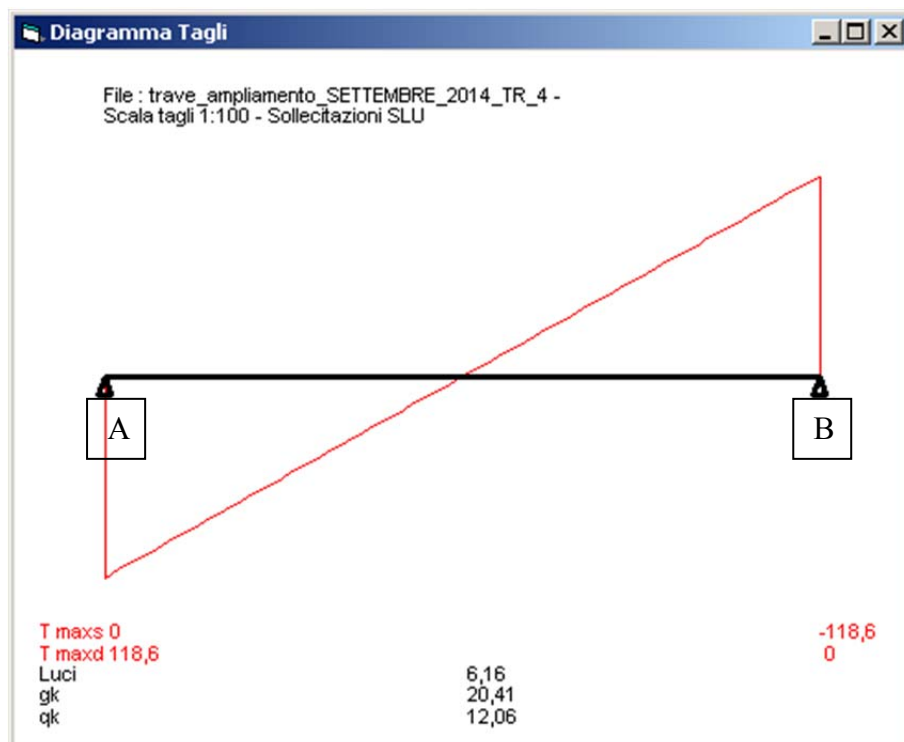 Diagramma Tagli
File : trave_ampliamento_SETTEMBRE_2014_TR_4 -
Scala tagli 1:100 - Sollecitazioni SLU
A
B
T maxs 0 -118,6
T maxd 118,6 0
Luci 6,16
gk 20,41
qk 12,06